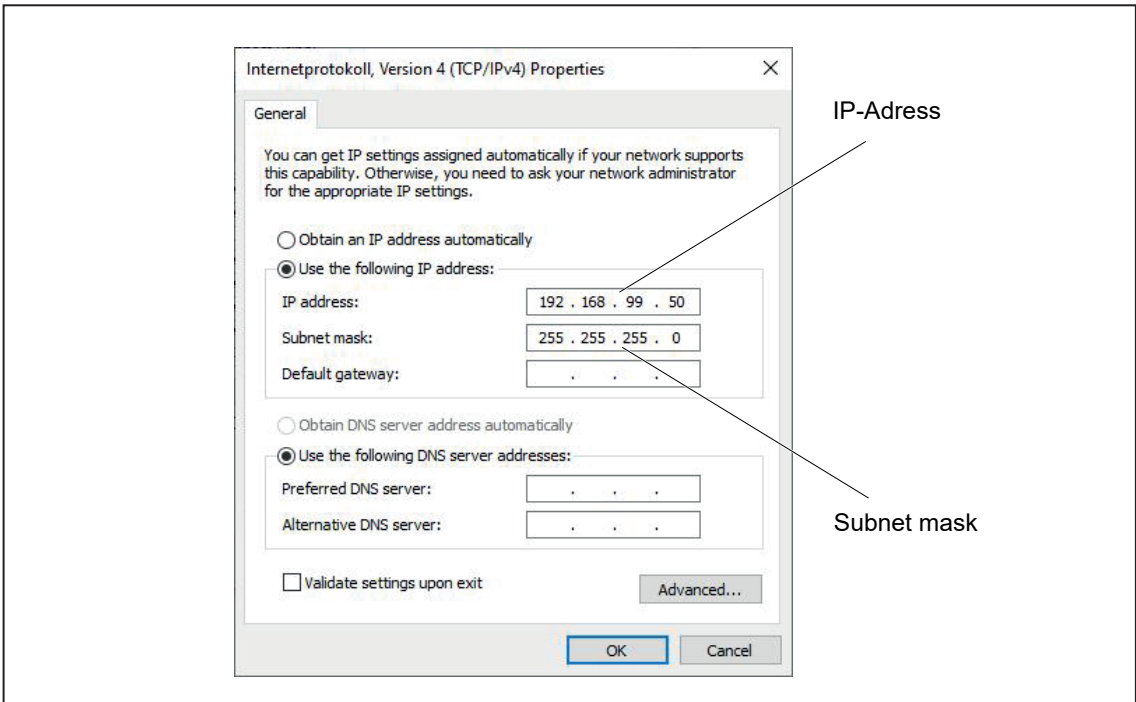 Internetprotokoll, Version 4 (TCP/IPv4) Properties
General
IP-Adress
You can get IP settings assigned automatically if your network supports
this capability. Otherwise, you need to ask your network administrator
for the appropriate IP settings.
Obtain an IP address automatically
Use the following IP address:
IP address: 192 . 168 . 99 . 50
Subnet mask: 255 . 255 . 255 . 0
Default gateway: . . .
Obtain DNS server address automatically
Use the following DNS server addresses:
Preferred DNS server: . . .
Alternative DNS server: . . .
Subnet mask
Validate settings upon exit
Advanced...
OK Cancel